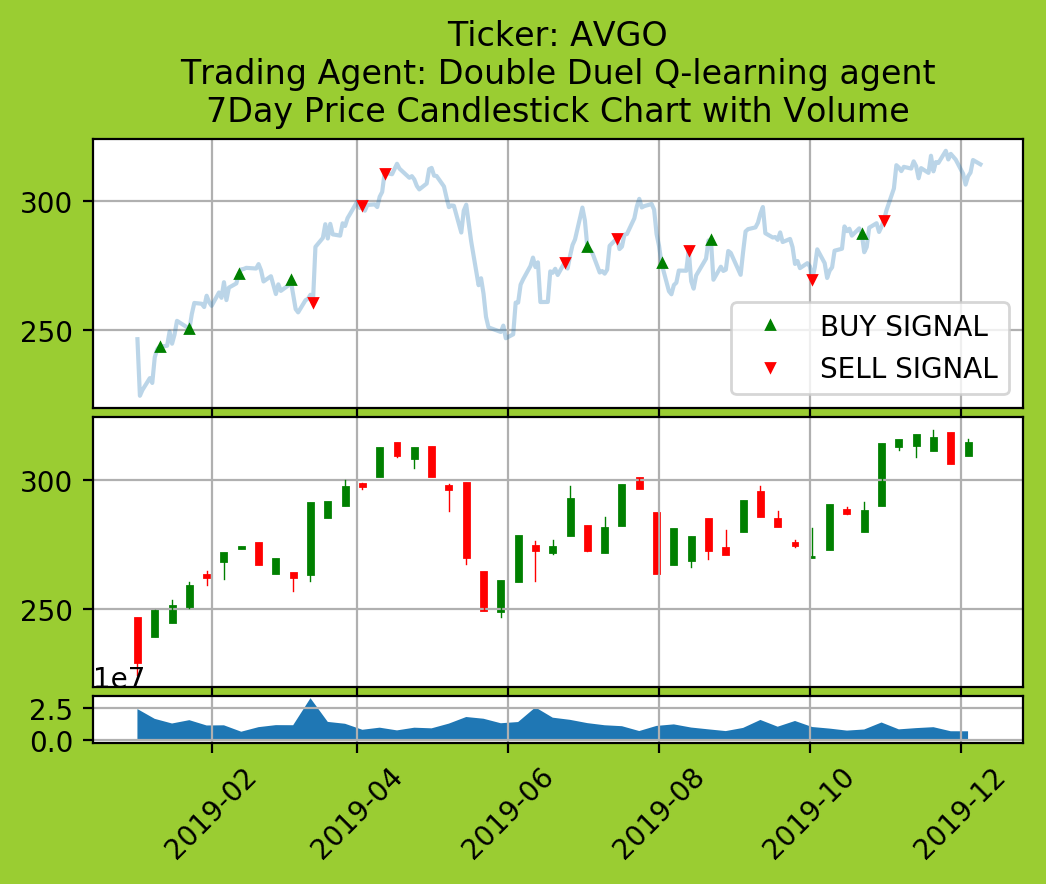 Ticker: AVGO
Trading Agent: Double Duel Q-learning agent
7Day Price Candlestick Chart with Volume
300
250
BUY SIGNAL
SELL SIGNAL
300
250
1e7
2.5
0.0
2019-02
2019-04
2019-06
2019-08
2019-10
2019-12